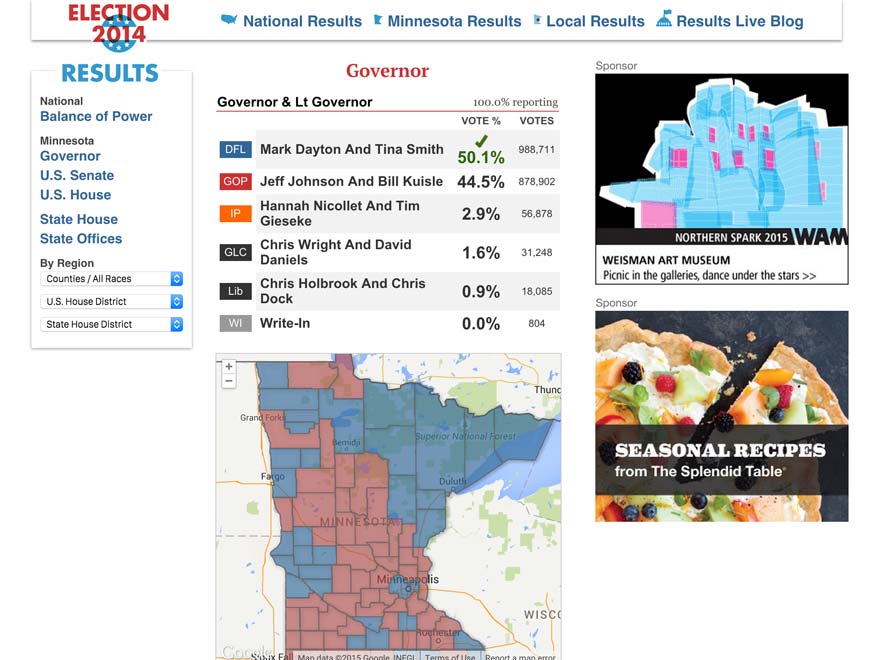 ELECTION
2014
National Results
Minnesota Results
Local Results
Results Live Blog
RESULTS
National
Balance of Power
Minnesota
Governor
U.S. Senate
U.S. House
State House
State Offices
By Region
Counties / All Races
U.S. House District
State House District
Governor
Governor & Lt Governor 100.0% reporting
VOTE % VOTES
DFL Mark Dayton And Tina Smith 50.1% 988,711
GOP Jeff Johnson And Bill Kuisle 44.5% 878,902
IP Hannah Nicollet And Tim
Gieseke 2.9% 56,878
GLC Chris Wright And David
Daniels 1.6% 31,248
Lib Chris Holbrook And Chris
Dock 0.9% 18,085
WI Write-In 0.0% 804
+
−
Thund
Grand Forks
Bemidji
Superior National Forest
Fargo
Duluth
MINNESOTA
Minneapolis
WISC
Rochester
Google
Sioux Fall
Map data ©2015 Google, INEGI
Terms of Use
Report a map error
Sponsor
NORTHERN SPARK 2015 WAM
WEISMAN ART MUSEUM
Picnic in the galleries, dance under the stars >>
Sponsor
SEASONAL RECIPES
from The Splendid Table®